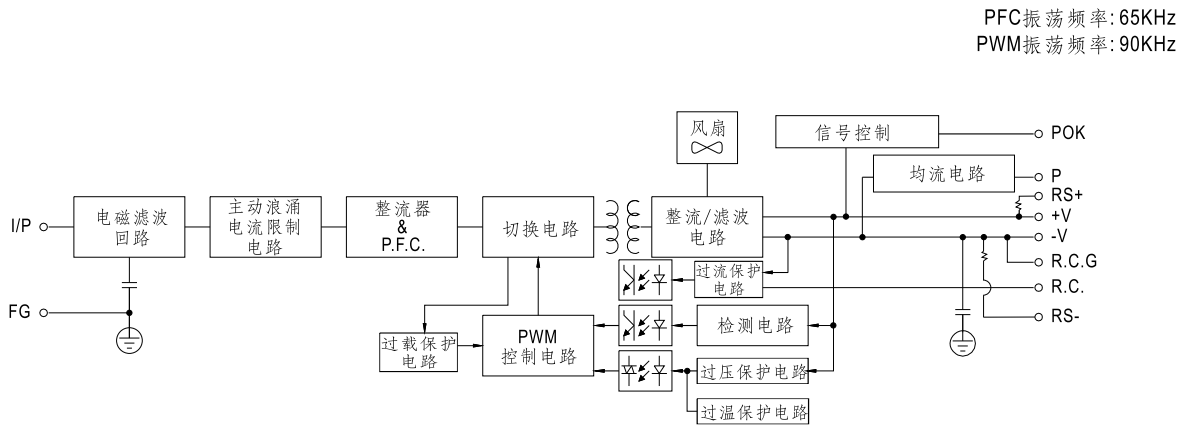 PFC振荡频率: 65KHz
PWM振荡频率: 90KHz
风扇
信号控制
POK
均流电路
P
RS+
I/P
电磁滤波
回路
主动浪涌
电流限制
电路
整流器
&
P.F.C.
切换电路
整流/滤波
电路
+V
-V
过流保护
电路
R.C.G
R.C.
FG
过载保护
电路
PWM
控制电路
检测电路
RS-
过压保护电路
过温保护电路